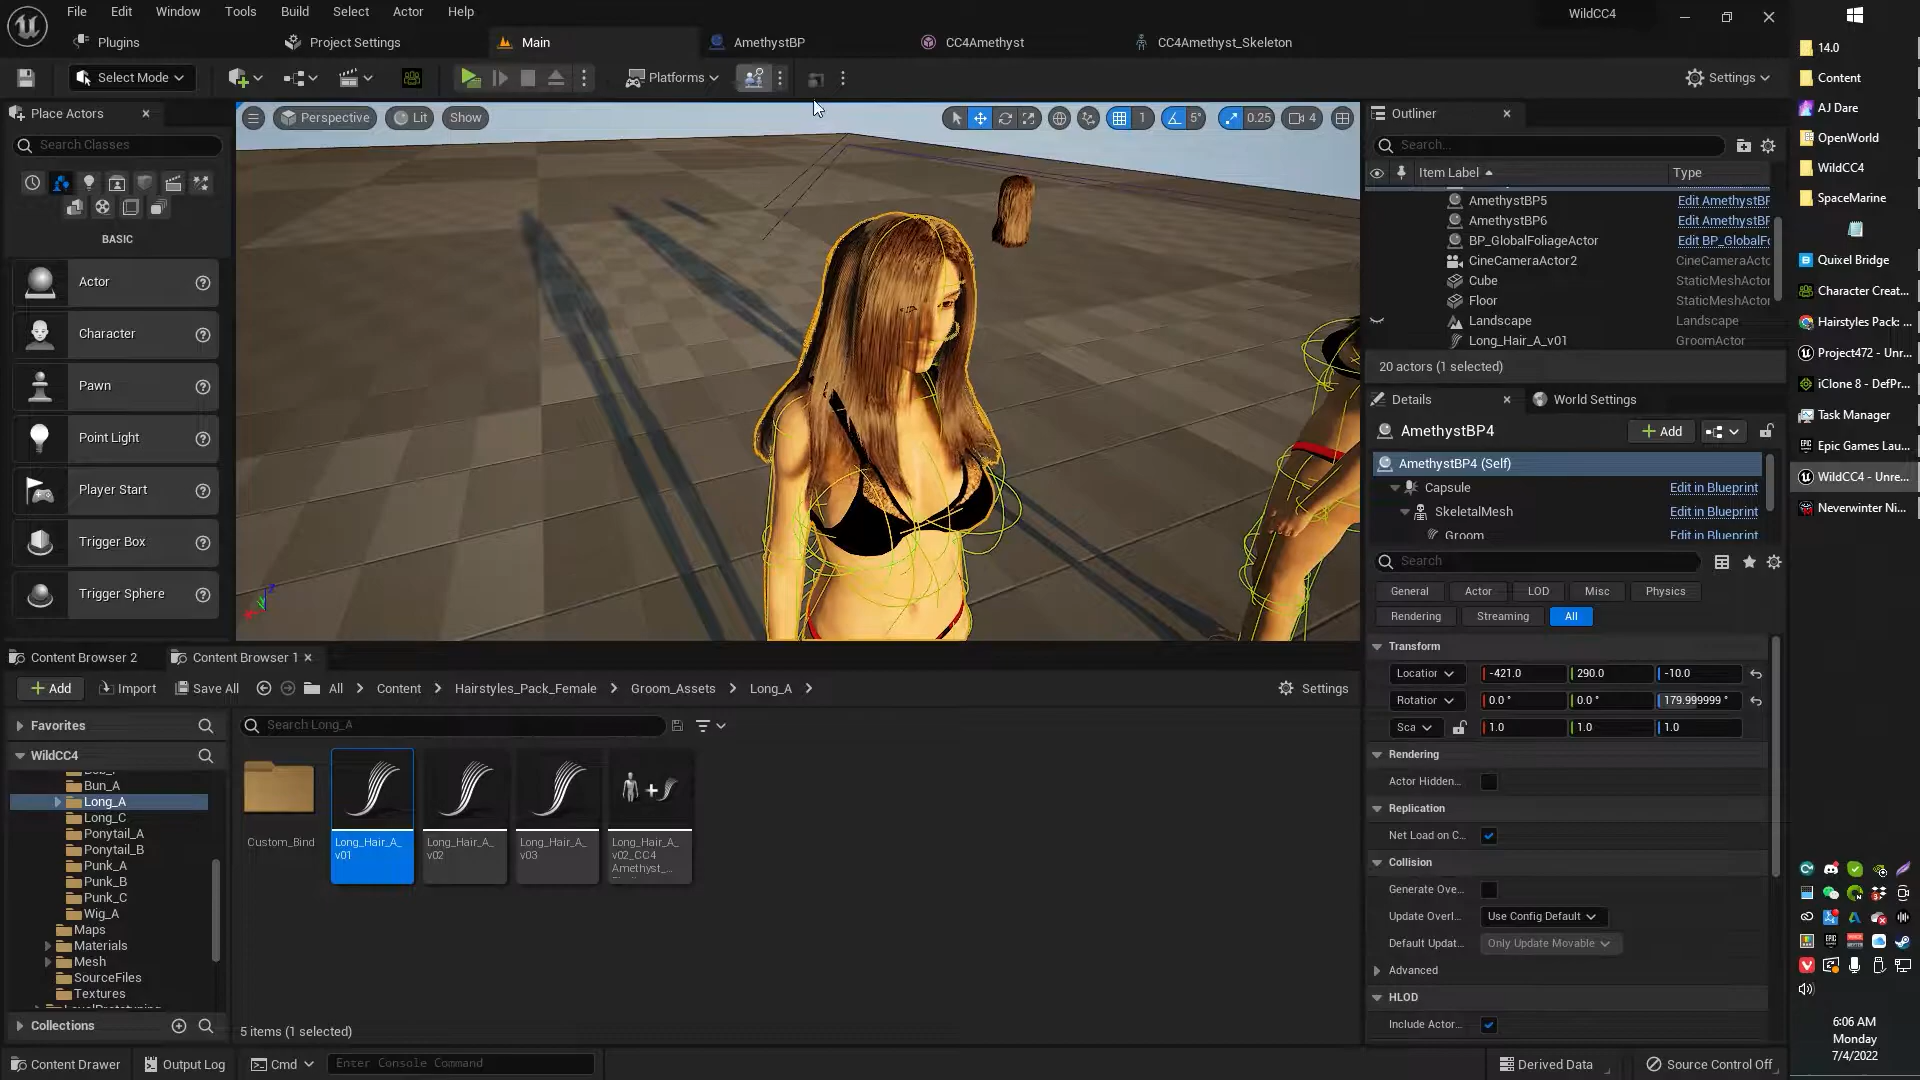 File Edit Window Tools Build Select Actor Help
WildCC4
Plugins Project Settings Main AmethystBP CC4Amethyst CC4Amethyst_Skeleton
Select Mode Platforms Settings
Place Actors
Search Classes
BASIC
Actor
Character
Pawn
Point Light
Player Start
Trigger Box
Trigger Sphere
Perspective Lit Show 1 5° 0.25 4
Outliner
Search...
Item Label Type
AmethystBP5 Edit AmethystBP
AmethystBP6 Edit AmethystBP
BP_GlobalFoliageActor Edit BP_GlobalFo
CineCameraActor2 CineCameraActo
Cube StaticMeshActor
Floor StaticMeshActor
Landscape Landscape
Long_Hair_A_v01 GroomActor
20 actors (1 selected)
Details World Settings
AmethystBP4 Add
AmethystBP4 (Self)
Capsule Edit in Blueprint
SkeletalMesh Edit in Blueprint
Groom Edit in Blueprint
Search
General Actor LOD Misc Physics
Rendering Streaming All
Transform
Location -421.0 290.0 -10.0
Rotation 0.0 ° 0.0 ° 179.999999 °
Sca 1.0 1.0 1.0
Rendering
Actor Hidden...
Replication
Net Load on C...
Collision
Generate Ove...
Update Overl... Use Config Default
Default Updat... Only Update Movable
Advanced
HLOD
Include Actor...
Content Browser 2 Content Browser 1
Add Import Save All All Content Hairstyles_Pack_Female Groom_Assets Long_A Settings
Favorites
Search Long_A
WildCC4
Bun_A
Long_A
Long_C
Ponytail_A
Ponytail_B
Punk_A
Punk_B
Punk_C
Wig_A
Maps
Materials
Mesh
SourceFiles
Textures
Collections
Custom_Bind
Long_Hair_A_
v01
Long_Hair_A_
v02
Long_Hair_A_
v03
Long_Hair_A_
v02_CC4
Amethyst_...
5 items (1 selected)
Content Drawer Output Log Cmd Enter Console Command Derived Data Source Control Off
14.0
Content
AJ Dare
OpenWorld
WildCC4
SpaceMarine
Quixel Bridge
Character Creat...
Hairstyles Pack: ...
Project472 - Unr...
iClone 8 - DefPr...
Task Manager
Epic Games Lau...
WildCC4 - Unre...
Neverwinter Ni...
6:06 AM
Monday
7/4/2022